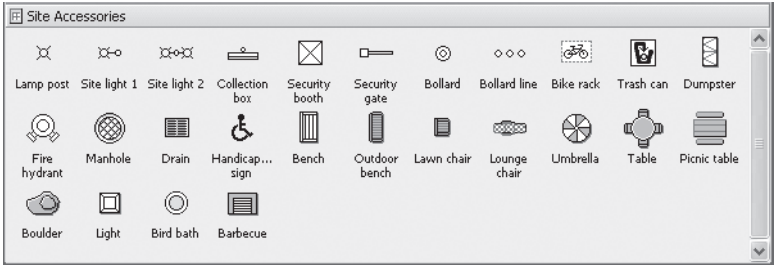 Site Accessories
Lamp post Site light 1 Site light 2 Collection box Security booth Security gate Bollard Bollard line Bike rack Trash can Dumpster
Fire hydrant Manhole Drain Handicap... sign Bench Outdoor bench Lawn chair Lounge chair Umbrella Table Picnic table
Boulder Light Bird bath Barbecue